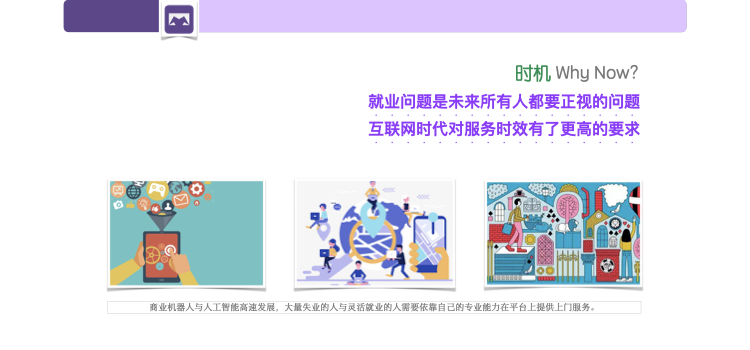 时机 Why Now?
就业问题是未来所有人都要正视的问题
互联网时代对服务时效有了更高的要求
商业机器人与人工智能高速发展，大量失业的人与灵活就业的人需要依靠自己的专业能力在平台上提供上门服务。